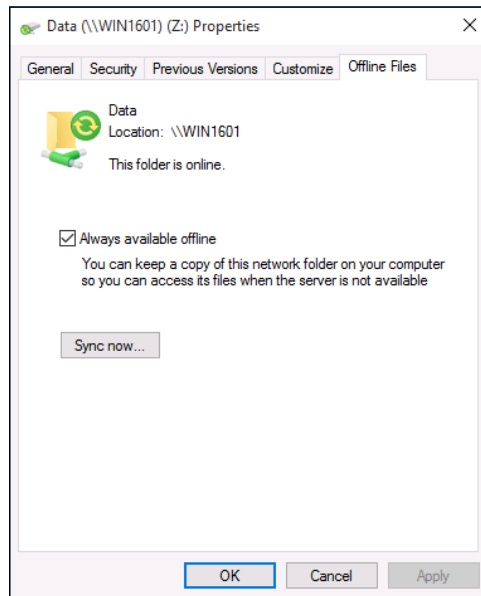 Data (\\WIN1601) (Z:) Properties
General Security Previous Versions Customize Offline Files
Data
Location: \\WIN1601
This folder is online.
Always available offline
You can keep a copy of this network folder on your computer
so you can access its files when the server is not available
Sync now...
OK Cancel Apply